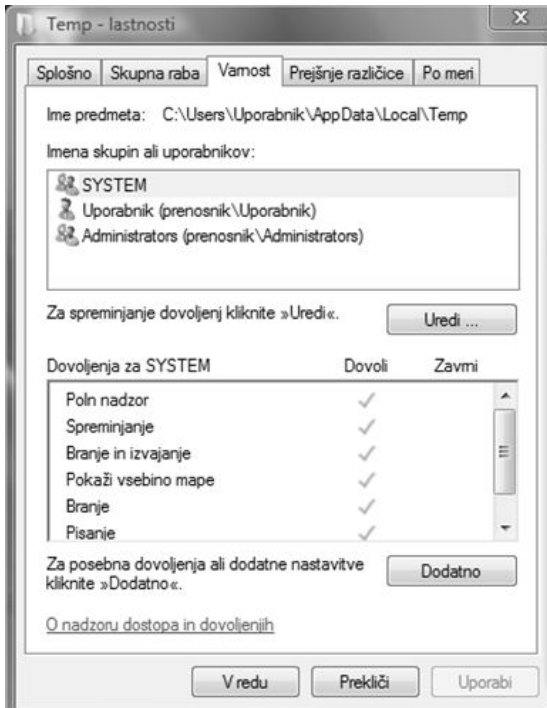 Temp - lastnosti
Splošno Skupna raba Varnost Prejšnje različice Po meri
Ime predmeta: C:\Users\Uporabnik\AppData\Local\Temp
Imena skupin ali uporabnikov:
SYSTEM
Uporabnik (prenosnik\Uporabnik)
Administrators (prenosnik\Administrators)
Za spreminjanje dovoljenj kliknite »Uredi«.
Uredi ...
Dovoljenja za SYSTEM Dovoli Zavrni
Poln nadzor
Spreminjanje
Branje in izvajanje
Pokaži vsebino mape
Branje
Pisanje
Za posebna dovoljenja ali dodatne nastavitve
kliknite »Dodatno«.
Dodatno
O nadzoru dostopa in dovoljenjih
V redu Prekliči Uporabi